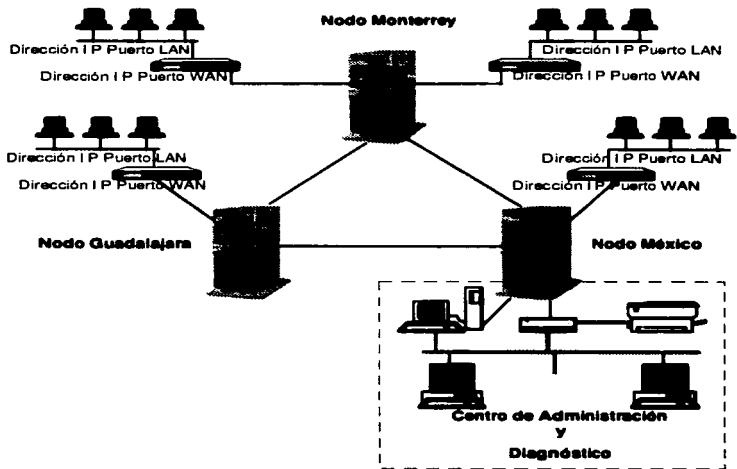 Nodo Monterrey
Dirección I P Puerto LAN
Dirección I P Puerto LAN
Dirección I P Puerto WAN
Dirección I P Puerto WAN
Dirección I P Puerto LAN
Dirección I P Puerto LAN
Dirección I P Puerto WAN
Dirección I P Puerto WAN
Nodo Guadalajara
Nodo México
Centro de Administración
y
Diagnóstico